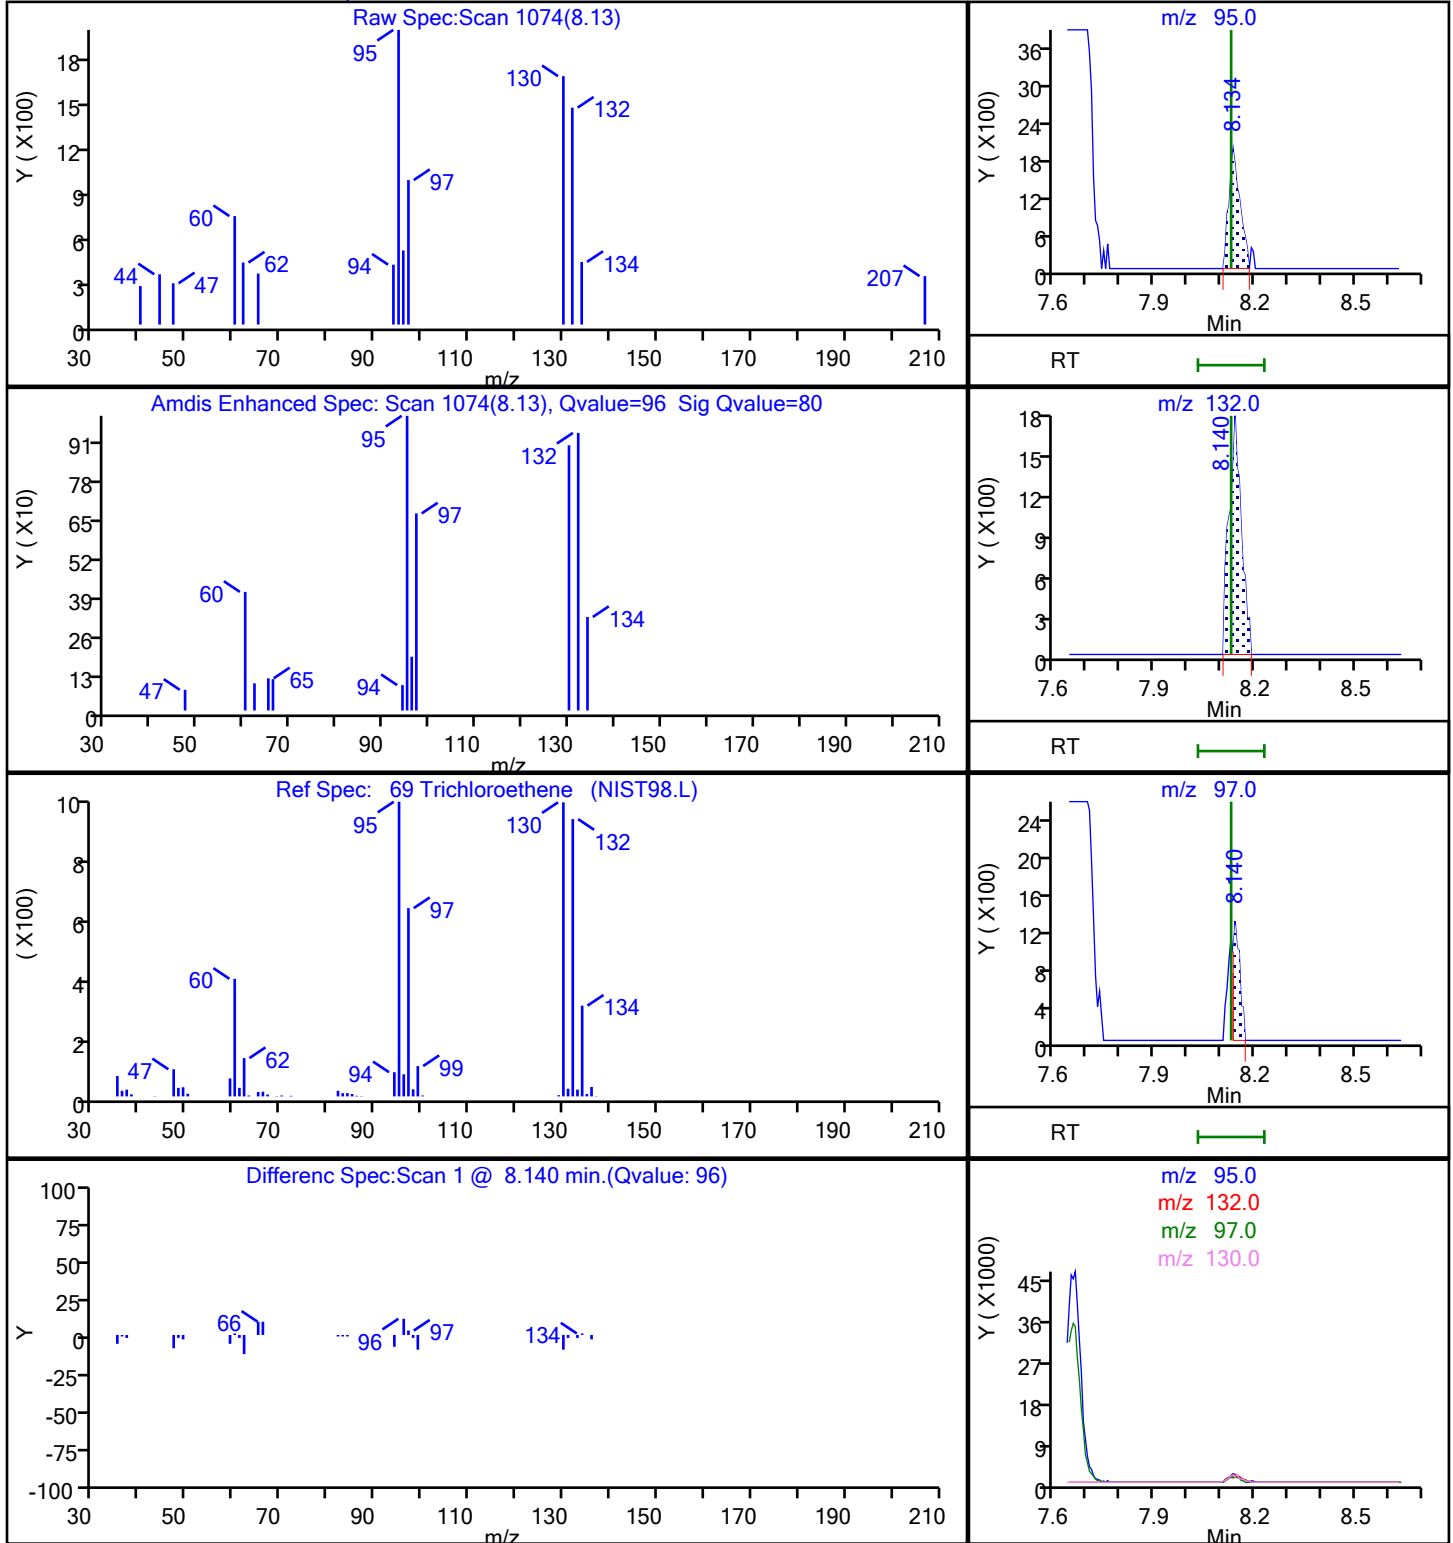 Raw Spec:Scan 1074(8.13)
Y ( X100)
18
15
12
9
6
3
0
95
130
132
97
60
62
94
134
44
47
207
30 50 70 90 110 130 150 170 190 210
m/z
m/z 95.0
Y ( X100)
36
30
24
18
12
6
0
8.134
7.6 7.9 8.2 8.5
Min
RT
Amdis Enhanced Spec: Scan 1074(8.13), Qvalue=96 Sig Qvalue=80
Y ( X10)
91
78
65
52
39
26
13
0
95
132
97
60
134
47
65
94
30 50 70 90 110 130 150 170 190 210
m/z
m/z 132.0
Y ( X100)
18
15
12
9
6
3
0
8.140
7.6 7.9 8.2 8.5
Min
RT
Ref Spec: 69 Trichloroethene (NIST98.L)
( X100)
10
8
6
4
2
0
95
130
132
97
60
134
47
62
94
99
30 50 70 90 110 130 150 170 190 210
m/z 97.0
Y ( X100)
24
20
16
12
8
4
0
8.140
7.6 7.9 8.2 8.5
Min
RT
Differenc Spec:Scan 1 @ 8.140 min.(Qvalue: 96)
Y
100
75
50
25
0
-25
-50
-75
-100
66
96
97
134
30 50 70 90 110 130 150 170 190 210
m/z
m/z 95.0
m/z 132.0
m/z 97.0
m/z 130.0
Y ( X1000)
45
36
27
18
9
0
7.6 7.9 8.2 8.5
Min